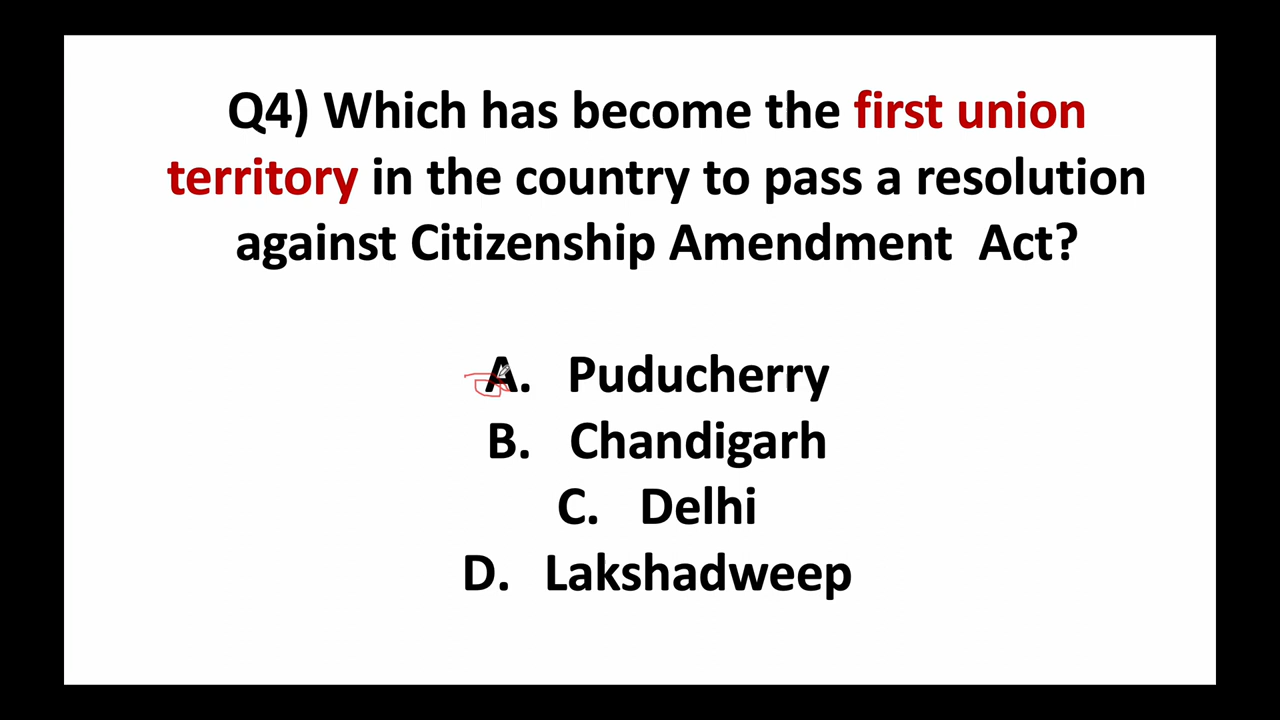 Q4) Which has become the first union
territory in the country to pass a resolution
against Citizenship Amendment Act?
A. Puducherry
B. Chandigarh
C. Delhi
D. Lakshadweep